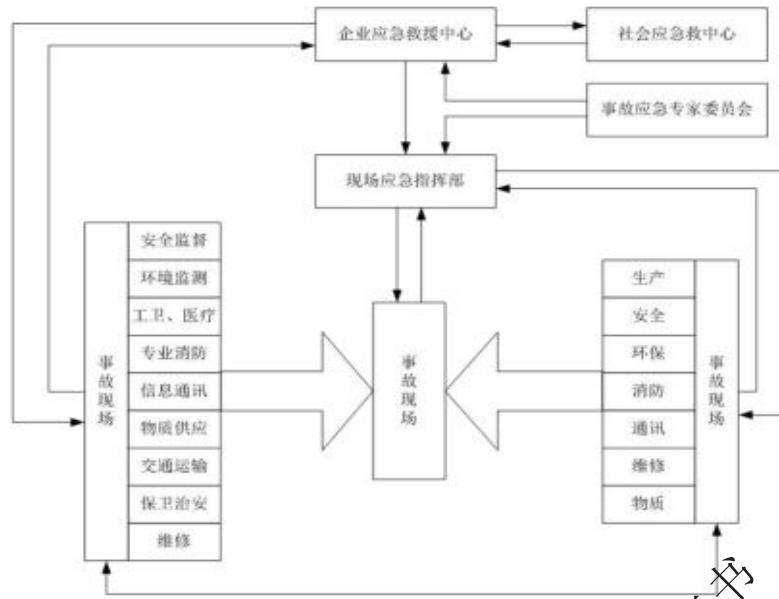 企业应急救援中心
社会应急救中心
事故应急专家委员会
现场应急指挥部
事故现场
安全监督
环境监测
工卫、医疗
专业消防
信息通讯
物质供应
交通运输
保卫治安
维修
事故现场
生产
安全
环保
消防
通讯
维修
物质
事故现场